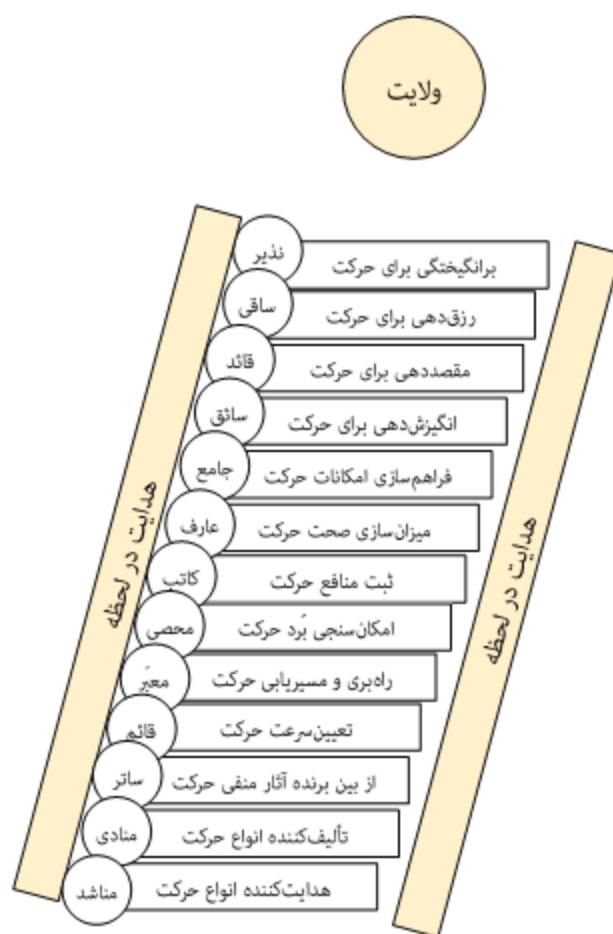 ولایت
نذیر
برانگیختگی برای حرکت
ساقی
رزق‌دهی برای حرکت
قائد
مقصددهی برای حرکت
سائق
انگیزش‌دهی برای حرکت
جامع
فراهم‌سازی امکانات حرکت
عارف
میزان‌سازی صحت حرکت
کاتب
ثبت منافع حرکت
محصی
امکان‌سنجی بُرد حرکت
معبّر
راه‌بری و مسیریابی حرکت
قائم
تعیین‌سرعت حرکت
ساتر
از بین برنده آثار منفی حرکت
منادی
تألیف‌کننده انواع حرکت
مناشد
هدایت‌کننده انواع حرکت
هدایت در لحظه
هدایت در لحظه